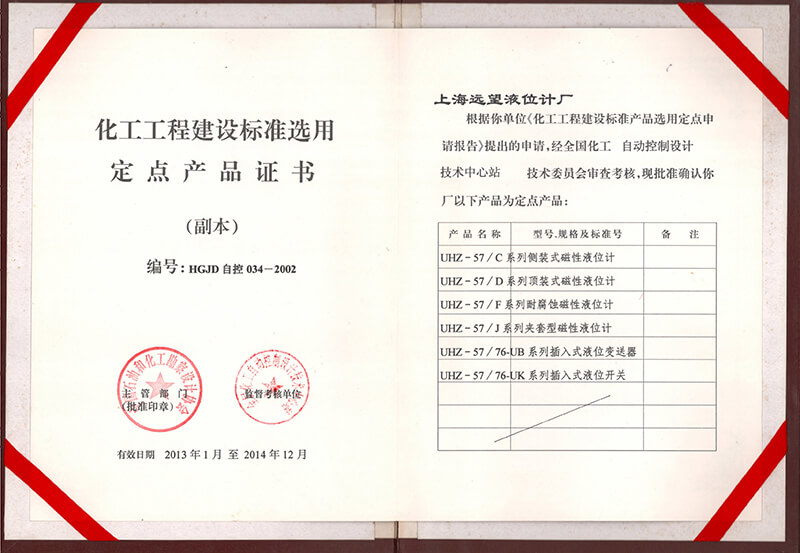 化工工程建设标准选用
定点产品证书
(副本)
编号：HGJD 自控 034-2002
主管部门
(批准印章)
监督考核单位
有效日期 2013 年 1 月 至 2014 年 12 月
上海远望液位计厂
根据你单位《化工工程建设标准产品选用定点申
请报告》提出的申请,经全国化工 自动控制设计
技术中心站 技术委员会审查考核,现批准确认你
厂以下产品为定点产品：
产品名称 型号、规格及标准号 备注
UHZ-57/C 系列侧装式磁性液位计
UHZ-57/D 系列顶装式磁性液位计
UHZ-57/F 系列耐腐蚀磁性液位计
UHZ-57/J 系列夹套型磁性液位计
UHZ-57/76-UB 系列插入式液位变送器
UHZ-57/76-UK 系列插入式液位开关